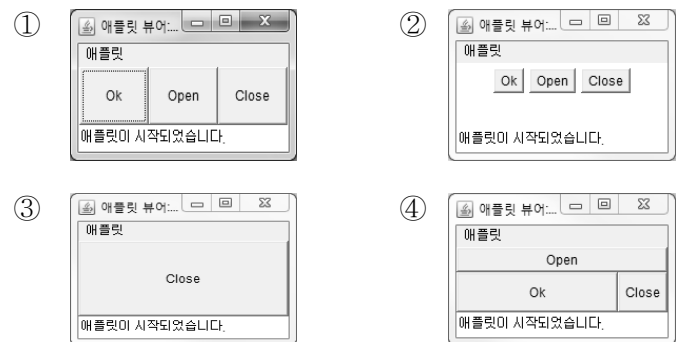 ①
애플릿 뷰어:...
애플릿
Ok Open Close
애플릿이 시작되었습니다.
②
애플릿 뷰어:...
애플릿
Ok Open Close
애플릿이 시작되었습니다.
③
애플릿 뷰어:...
애플릿
Close
애플릿이 시작되었습니다.
④
애플릿 뷰어:...
애플릿
Open
Ok Close
애플릿이 시작되었습니다.